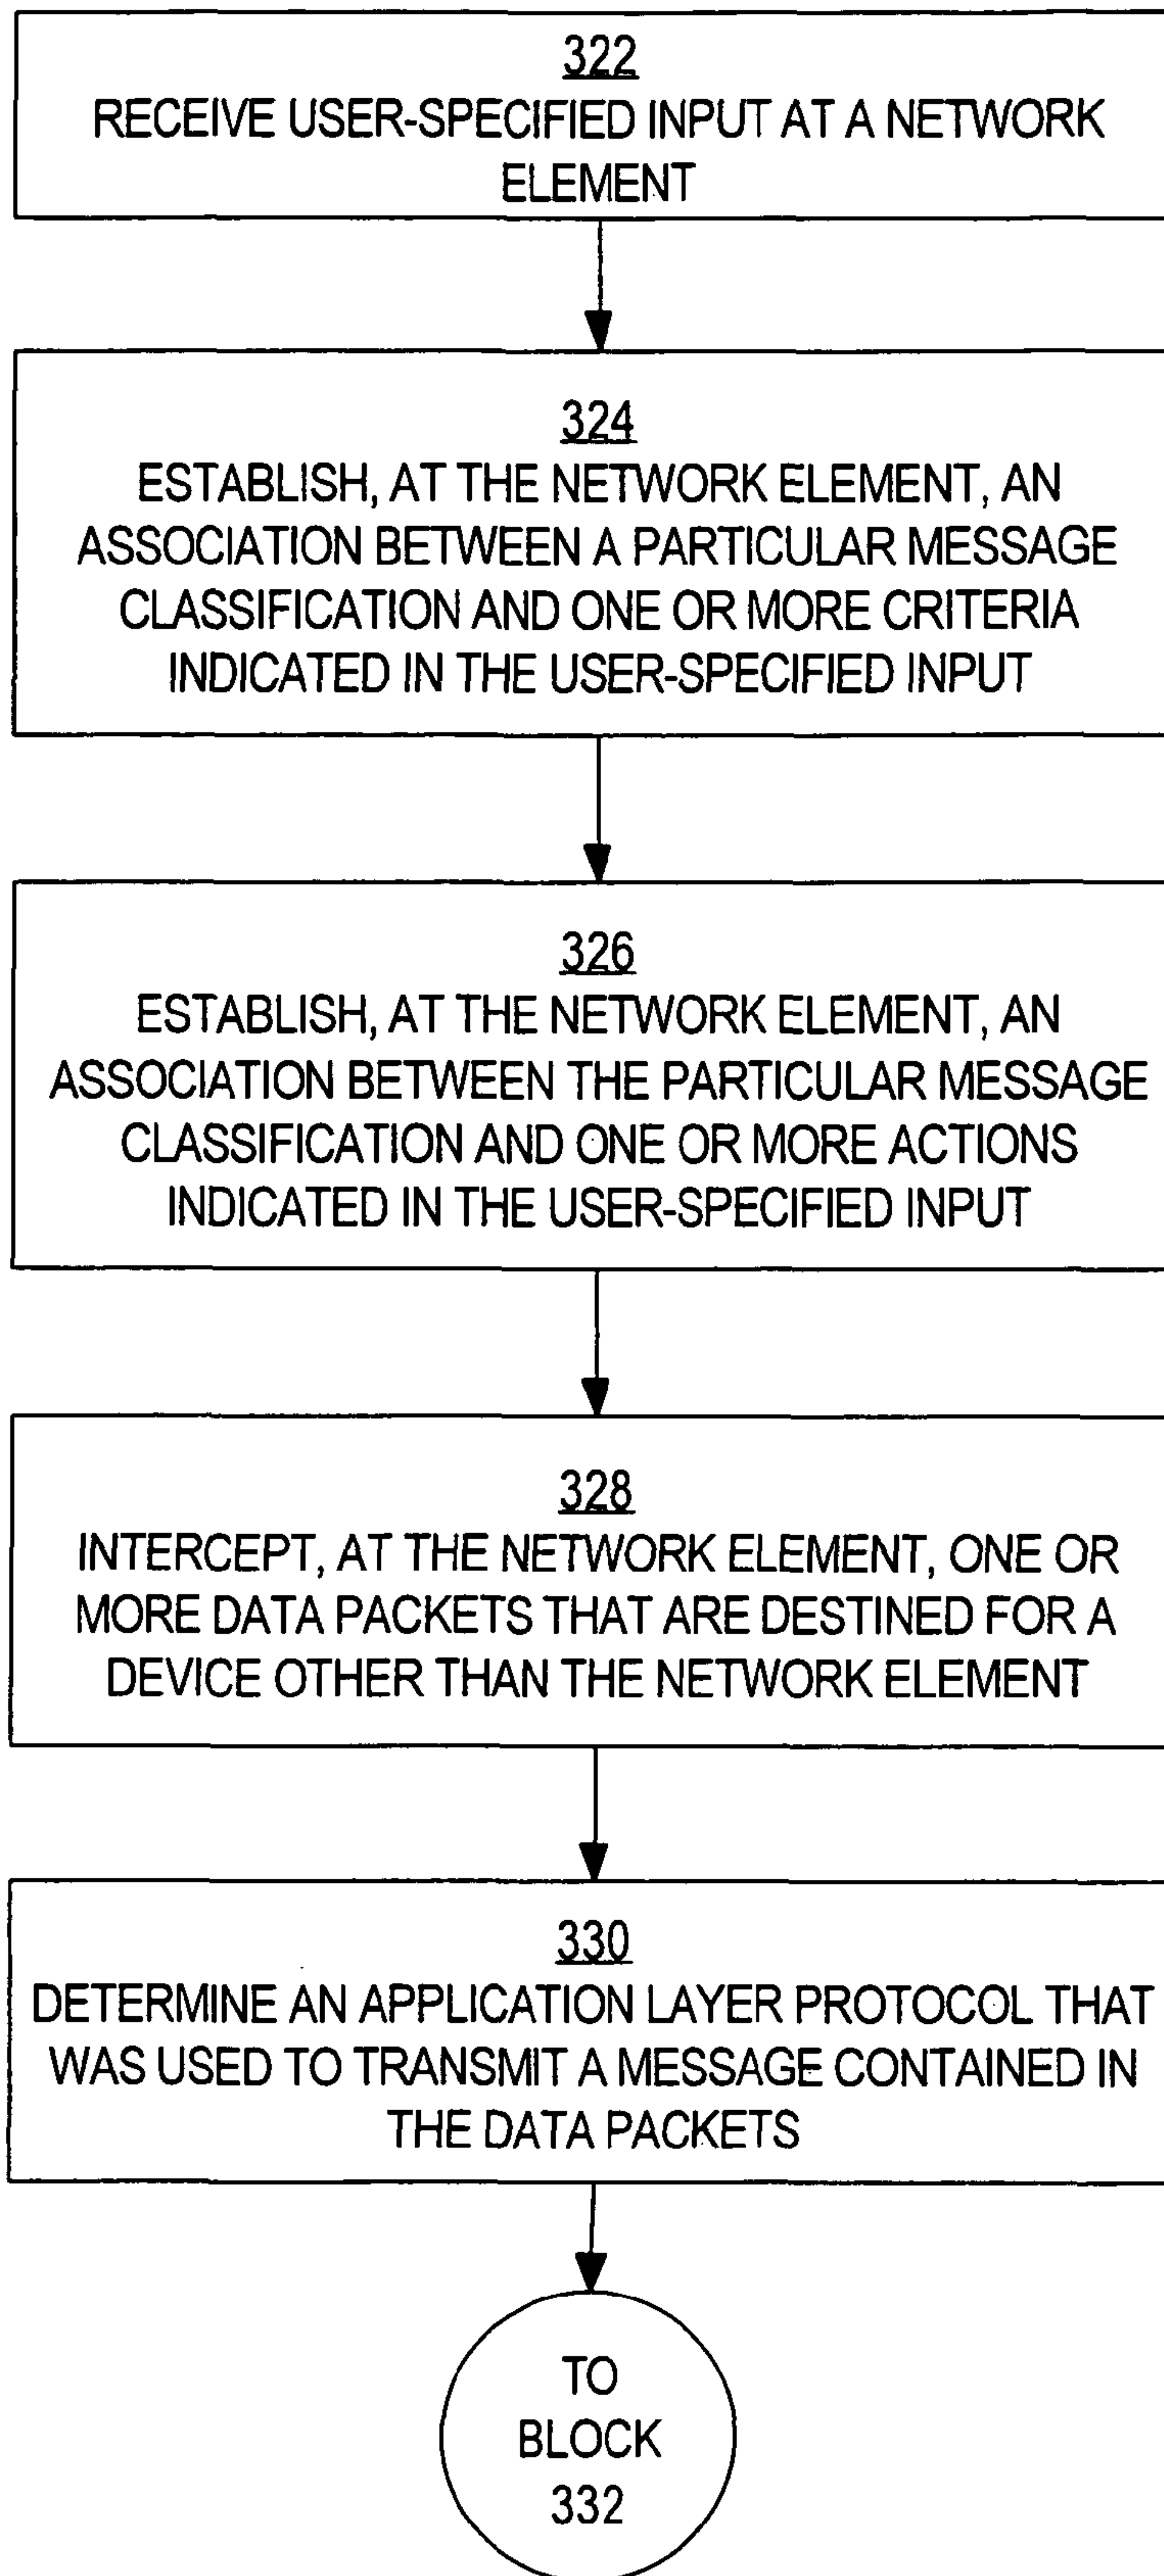 322
RECEIVE USER-SPECIFIED INPUT AT A NETWORK
ELEMENT
324
ESTABLISH, AT THE NETWORK ELEMENT, AN
ASSOCIATION BETWEEN A PARTICULAR MESSAGE
CLASSIFICATION AND ONE OR MORE CRITERIA
INDICATED IN THE USER-SPECIFIED INPUT
326
ESTABLISH, AT THE NETWORK ELEMENT, AN
ASSOCIATION BETWEEN THE PARTICULAR MESSAGE
CLASSIFICATION AND ONE OR MORE ACTIONS
INDICATED IN THE USER-SPECIFIED INPUT
328
INTERCEPT, AT THE NETWORK ELEMENT, ONE OR
MORE DATA PACKETS THAT ARE DESTINED FOR A
DEVICE OTHER THAN THE NETWORK ELEMENT
330
DETERMINE AN APPLICATION LAYER PROTOCOL THAT
WAS USED TO TRANSMIT A MESSAGE CONTAINED IN
THE DATA PACKETS
TO
BLOCK
332